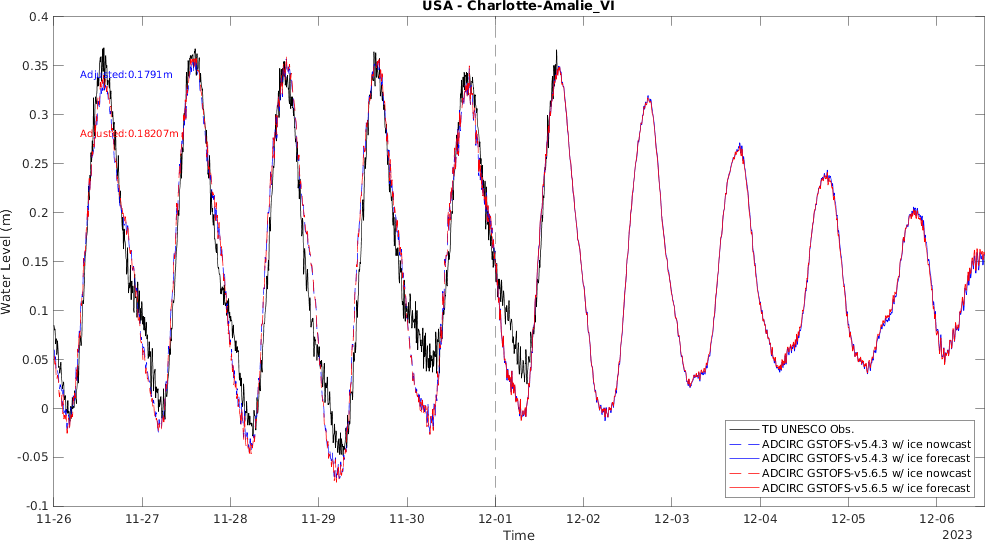 USA - Charlotte-Amalie_VI
0.4
0.35
0.3
0.25
0.2
0.15
0.1
0.05
0
-0.05
-0.1
Water Level (m)
Adjusted:0.1791m
Adjusted:0.18207m
TD UNESCO Obs.
ADCIRC GSTOFS-v5.4.3 w/ ice nowcast
ADCIRC GSTOFS-v5.4.3 w/ ice forecast
ADCIRC GSTOFS-v5.6.5 w/ ice nowcast
ADCIRC GSTOFS-v5.6.5 w/ ice forecast
11-26 11-27 11-28 11-29 11-30 12-01 12-02 12-03 12-04 12-05 12-06
Time
2023